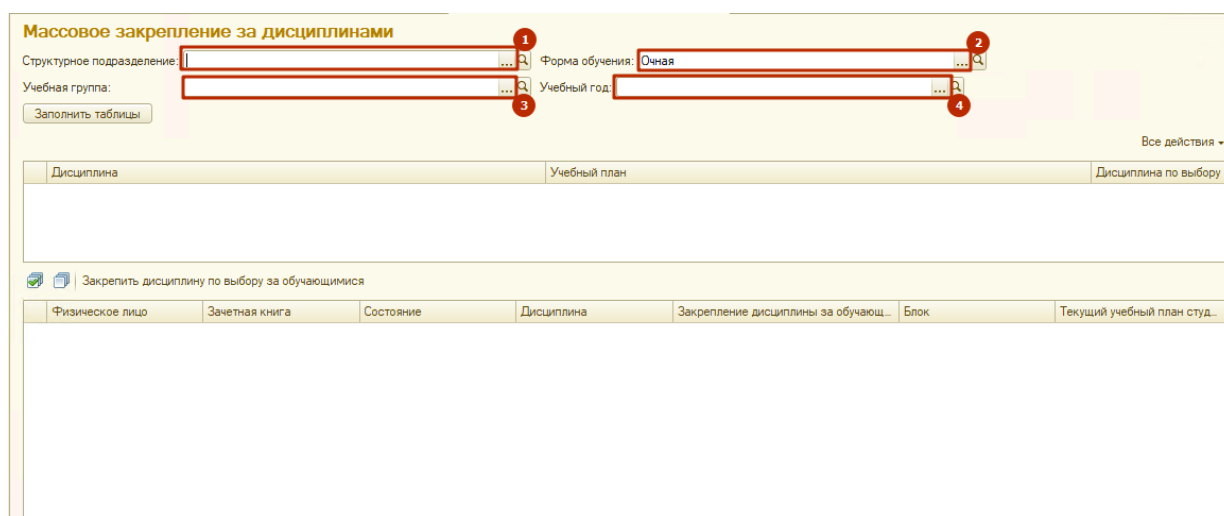 Массовое закрепление за дисциплинами
1
2
Структурное подразделение: ... Форма обучения: Очная ...
Учебная группа: ... Учебный год: ...
3
4
Заполнить таблицы
Все действия
Дисциплина Учебный план Дисциплина по выбору
Закрепить дисциплину по выбору за обучающимися
Физическое лицо Зачетная книга Состояние Дисциплина Закрепление дисциплины за обучающ... Блок Текущий учебный план студ...